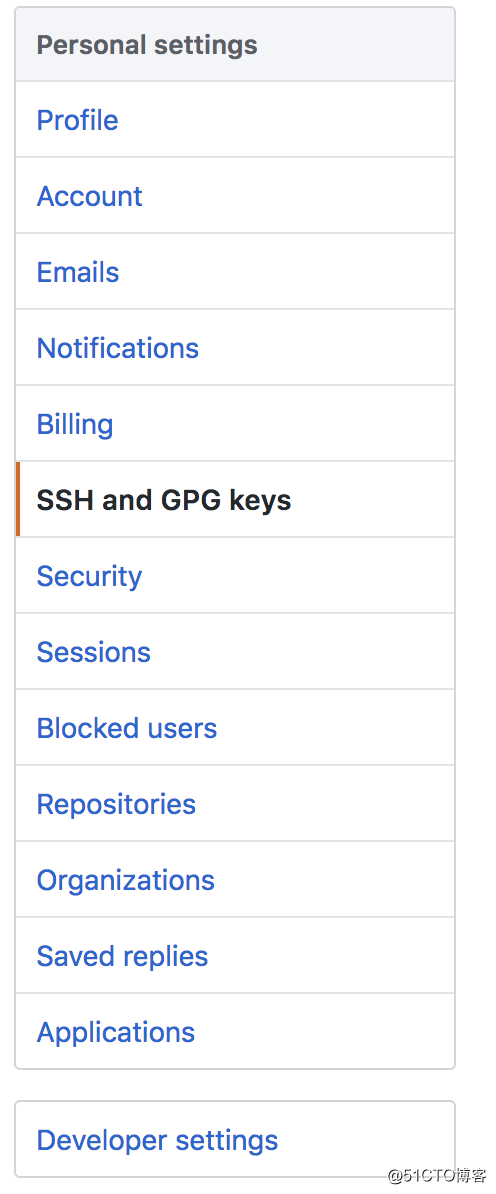 Personal settings
Profile
Account
Emails
Notifications
Billing
SSH and GPG keys
Security
Sessions
Blocked users
Repositories
Organizations
Saved replies
Applications
Developer settings
@51CTO博客